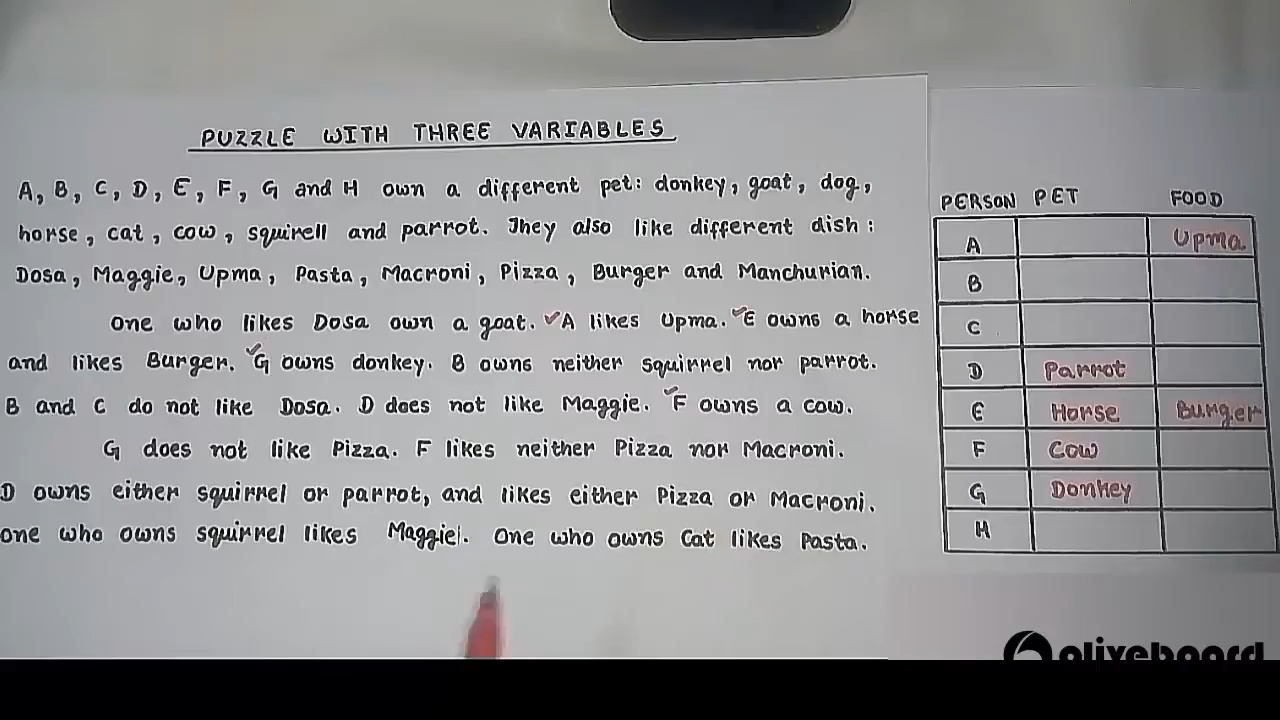 PUZZLE WITH THREE VARIABLES
A, B, C, D, E, F, G and H own a different pet: donkey, goat, dog,
horse, cat, cow, squirell and parrot. They also like different dish:
Dosa, Maggie, Upma, Pasta, Macroni, Pizza, Burger and Manchurian.
One who likes Dosa own a goat. ✓A likes Upma. ✓E owns a horse
and likes Burger. ✓G owns donkey. B owns neither squirrel nor parrot.
B and C do not like Dosa. D does not like Maggie. ✓F owns a cow.
G does not like Pizza. F likes neither Pizza nor Macroni.
D owns either squirrel or parrot, and likes either Pizza or Macroni.
One who owns squirrel likes Maggie. One who owns Cat likes Pasta.
PERSON PET FOOD
A Upma
B
C
D Parrot
E Horse Burger
F Cow
G Donkey
H
oliveboard